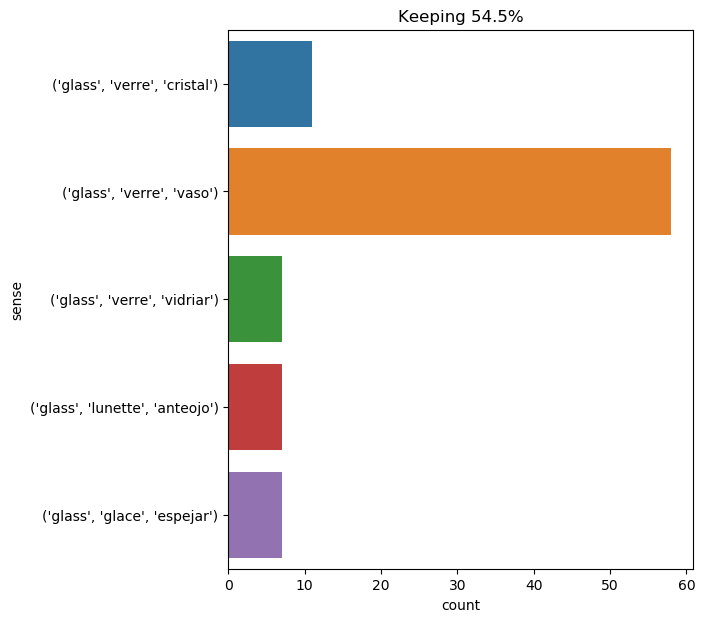 Keeping 54.5%
('glass', 'verre', 'cristal')
('glass', 'verre', 'vaso')
('glass', 'verre', 'vidriar')
('glass', 'lunette', 'anteojo')
('glass', 'glace', 'espejar')
sense
0 10 20 30 40 50 60
count